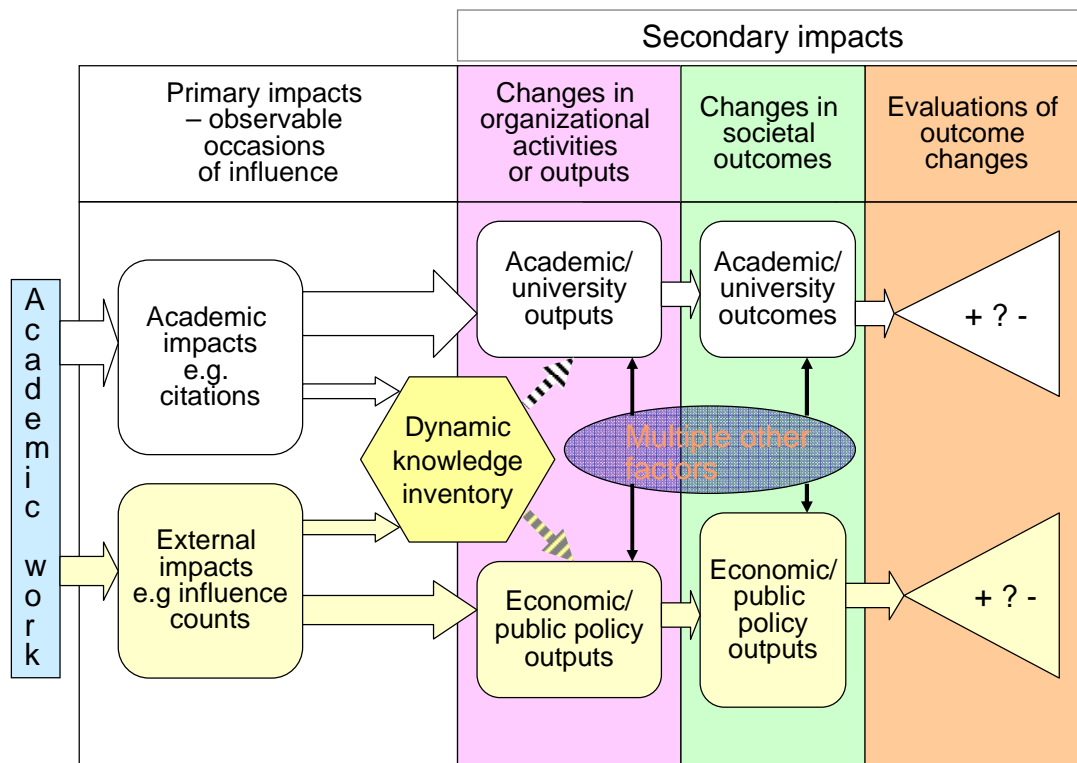 Secondary impacts
Primary impacts
– observable
occasions
of influence
Changes in
organizational
activities
or outputs
Changes in
societal
outcomes
Evaluations of
outcome
changes
Academic work
Academic
impacts
e.g.
citations
Academic/
university
outputs
Academic/
university
outcomes
+ ? -
Dynamic
knowledge
inventory
Multiple other
factors
External
impacts
e.g influence
counts
Economic/
public policy
outputs
Economic/
public
policy
outputs
+ ? -